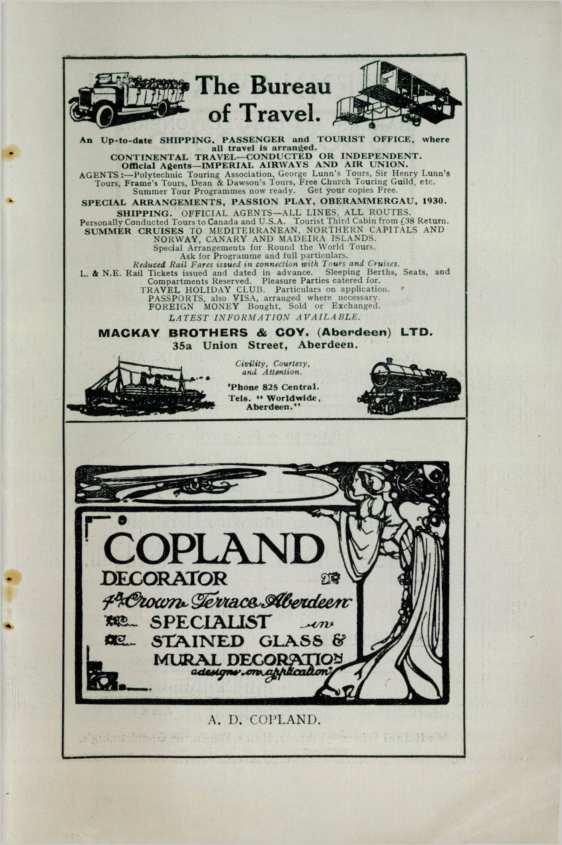 The Bureau
of Travel.
An Up-to-date SHIPPING, PASSENGER and TOURIST OFFICE, where
all travel is arranged.
CONTINENTAL TRAVEL—CONDUCTED OR INDEPENDENT.
Official Agents—IMPERIAL AIRWAYS AND AIR UNION.
AGENTS:—Polytechnic Touring Association, George Lunn's Tours, Sir Henry Lunn's
Tours, Frame's Tours, Dean & Dawson's Tours, Free Church Touring Guild, etc.
Summer Tour Programmes now ready. Get your copies Free.
SPECIAL ARRANGEMENTS, PASSION PLAY, OBERAMMERGAU, 1930.
SHIPPING. OFFICIAL AGENTS—ALL LINES, ALL ROUTES.
Personally Conducted Tours to Canada and U.S.A. Tourist Third Cabin from £38 Return.
SUMMER CRUISES TO MEDITERRANEAN, NORTHERN CAPITALS AND
NORWAY, CANARY AND MADEIRA ISLANDS.
Special Arrangements for Round the World Tours.
Ask for Programme and full particulars.
Reduced Rail Fares issued in connection with Tours and Cruises.
L. & N.E. Rail Tickets issued and dated in advance. Sleeping Berths, Seats, and
Compartments Reserved. Pleasure Parties catered for.
TRAVEL HOLIDAY CLUB. Particulars on application.
PASSPORTS, also VISA, arranged where necessary.
FOREIGN MONEY Bought, Sold or Exchanged.
LATEST INFORMATION AVAILABLE.
MACKAY BROTHERS & COY. (Aberdeen) LTD.
35a Union Street, Aberdeen.
Civility, Courtesy,
and Attention.
'Phone 825 Central.
Tels. "Worldwide,
Aberdeen."
COPLAND
DECORATOR
4a Crown Terrace Aberdeen
SPECIALIST in
STAINED GLASS &
MURAL DECORATION
designs on application
A. D. COPLAND.